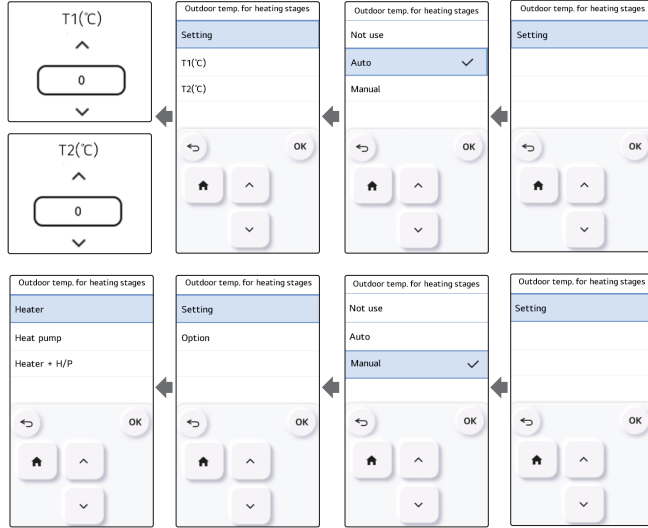 T1(℃)
0
T2(℃)
0
Outdoor temp. for heating stages
Setting
T1(℃)
T2(℃)
OK
Outdoor temp. for heating stages
Not use
Auto
Manual
OK
Outdoor temp. for heating stages
Setting
OK
Outdoor temp. for heating stages
Heater
Heat pump
Heater + H/P
OK
Outdoor temp. for heating stages
Setting
Option
OK
Outdoor temp. for heating stages
Not use
Auto
Manual
OK
Outdoor temp. for heating stages
Setting
OK